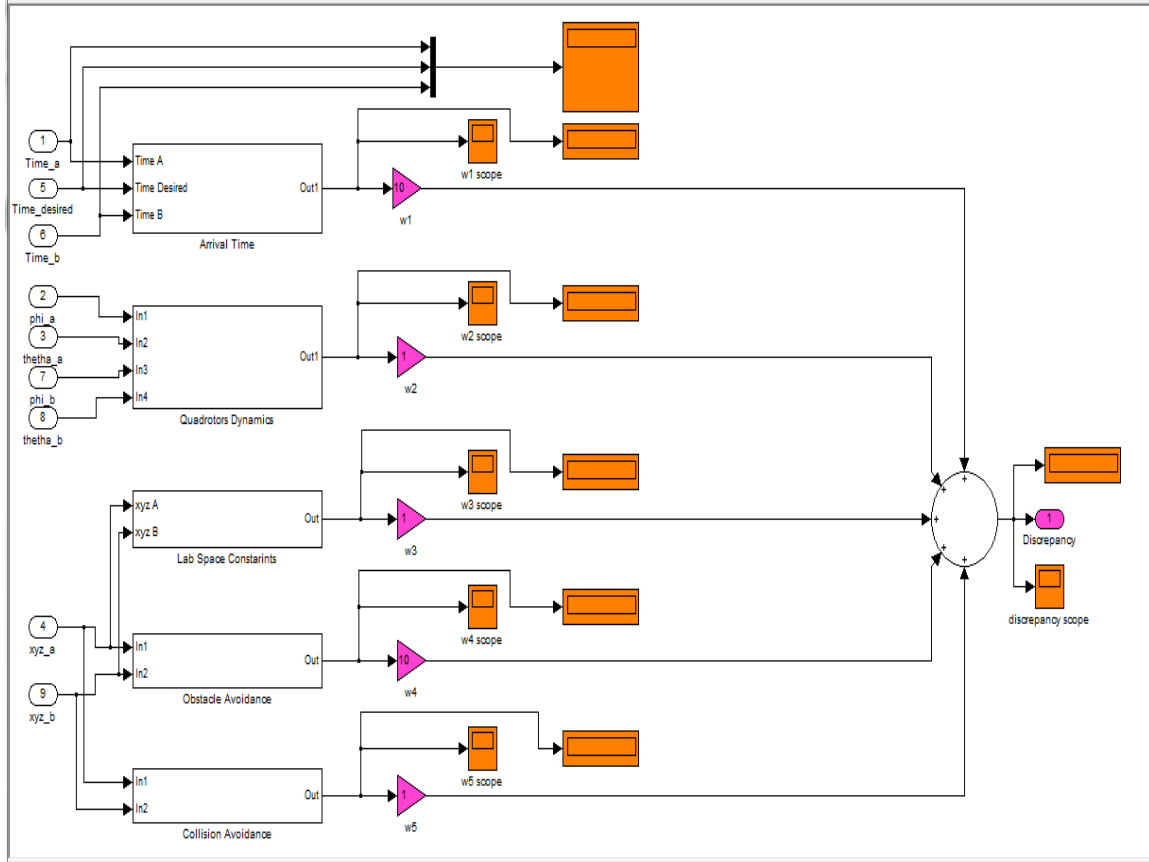 1
Time_a
5
Time_desired
6
Time_b
Time A
Time Desired
Time B
Out1
Arrival Time
w1 scope
10
w1
2
phi_a
3
thetha_a
7
phi_b
8
thetha_b
In1
In2
In3
In4
Out1
Quadrotors Dynamics
w2 scope
1
w2
xyz A
xyz B
Out
Lab Space Constarints
w3 scope
1
w3
4
xyz_a
9
xyz_b
In1
In2
Out
Obstacle Avoidance
w4 scope
10
w4
In1
In2
Out
Collision Avoidance
w5 scope
1
w5
+
+
+
+
+
1
Discrepancy
discrepancy scope